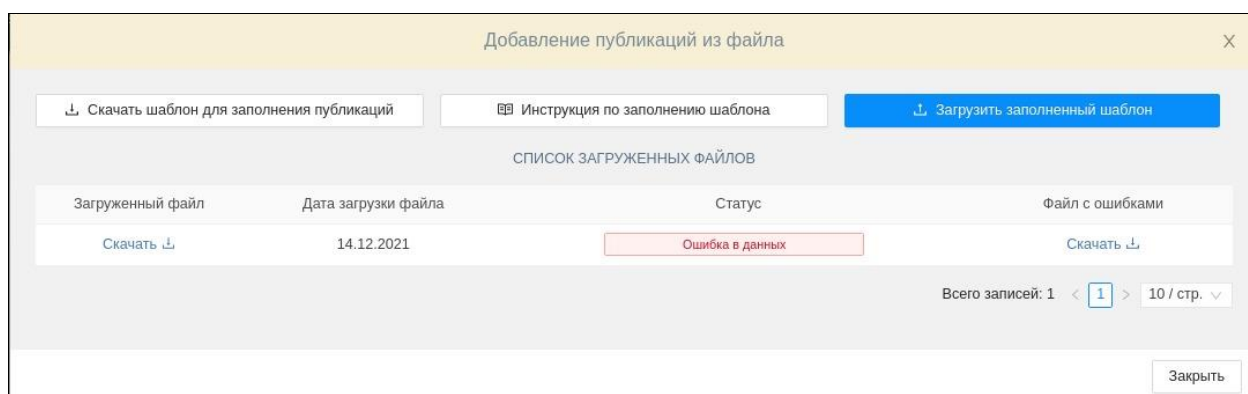 Добавление публикаций из файла X
Скачать шаблон для заполнения публикаций Инструкция по заполнению шаблона Загрузить заполненный шаблон
СПИСОК ЗАГРУЖЕННЫХ ФАЙЛОВ
Загруженный файл Дата загрузки файла Статус Файл с ошибками
Скачать 14.12.2021 Ошибка в данных Скачать
Всего записей: 1 < 1 > 10 / стр.
Закрыть